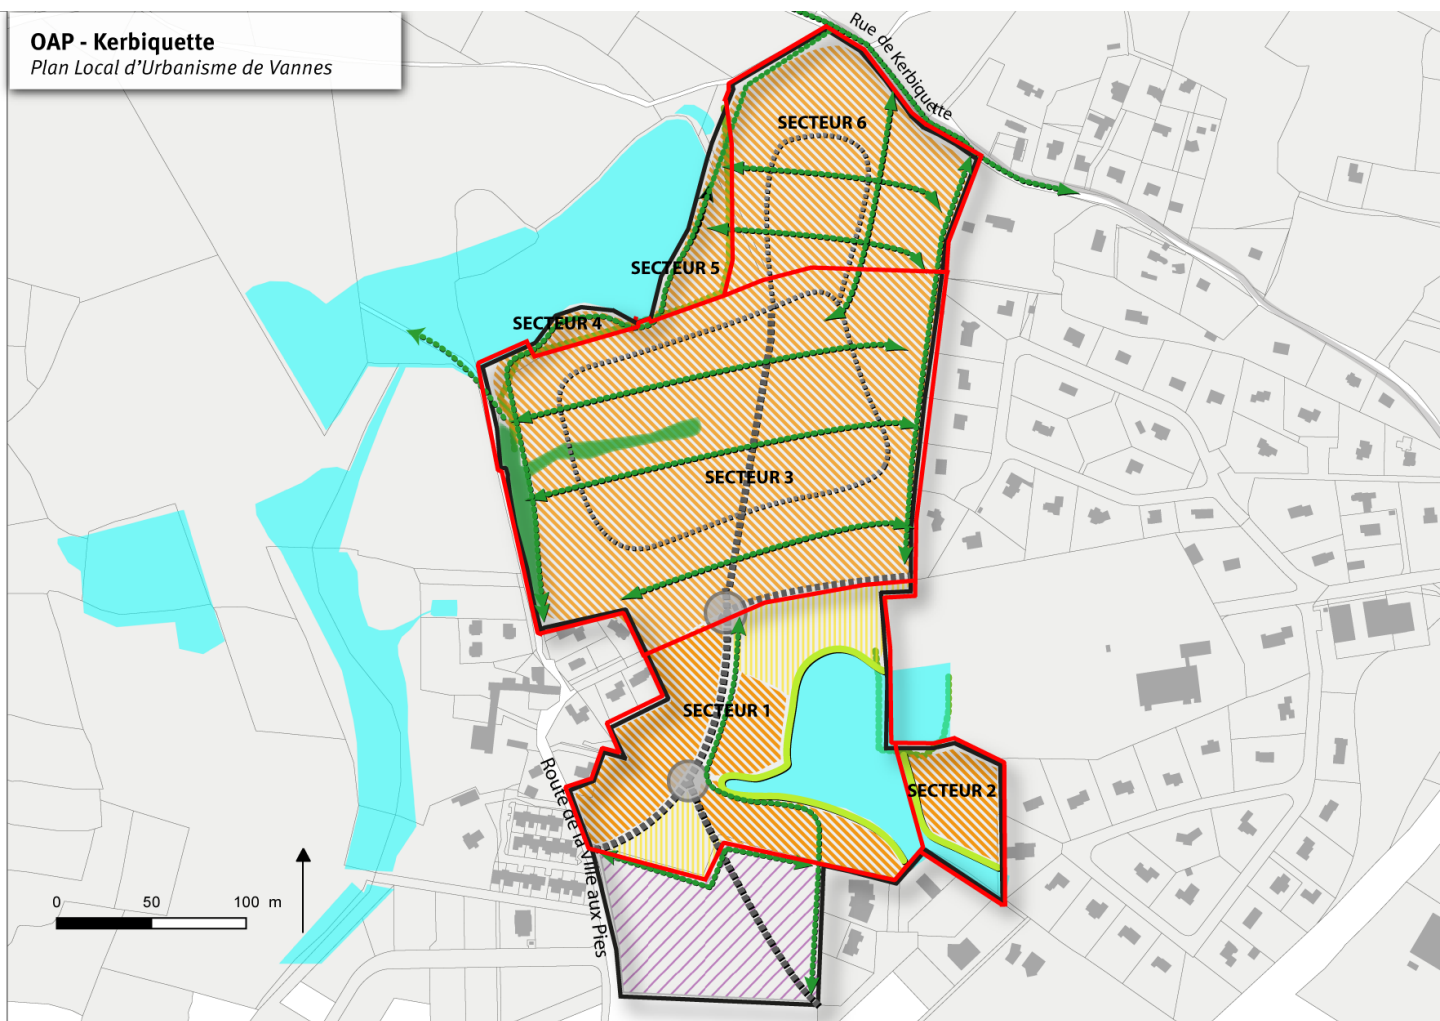 OAP - Kerbiquette
Plan Local d'Urbanisme de Vannes
Rue de Kerbiquette
SECTEUR 6
SECTEUR 5
SECTEUR 4
SECTEUR 3
SECTEUR 1
SECTEUR 2
Route de la Ville aux Pies
0 50 100 m